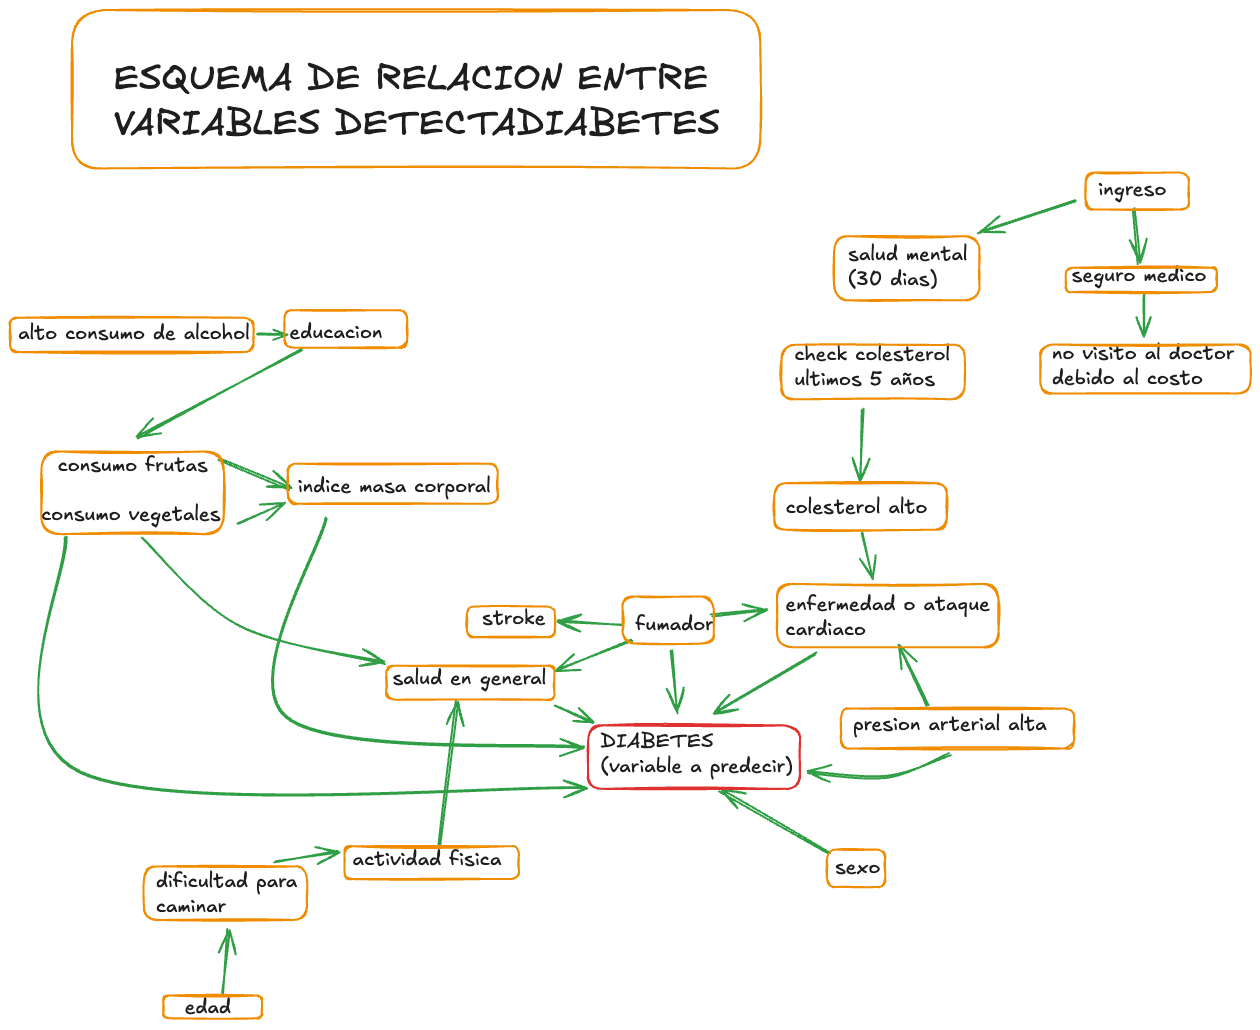 ESQUEMA DE RELACION ENTRE
VARIABLES DETECTADIABETES
ingreso
salud mental
(30 dias)
seguro medico
alto consumo de alcohol
educacion
check colesterol
ultimos 5 años
no visito al doctor
debido al costo
consumo frutas
consumo vegetales
indice masa corporal
colesterol alto
stroke
fumador
enfermedad o ataque
cardiaco
salud en general
DIABETES
(variable a predecir)
presion arterial alta
actividad fisica
sexo
dificultad para
caminar
edad